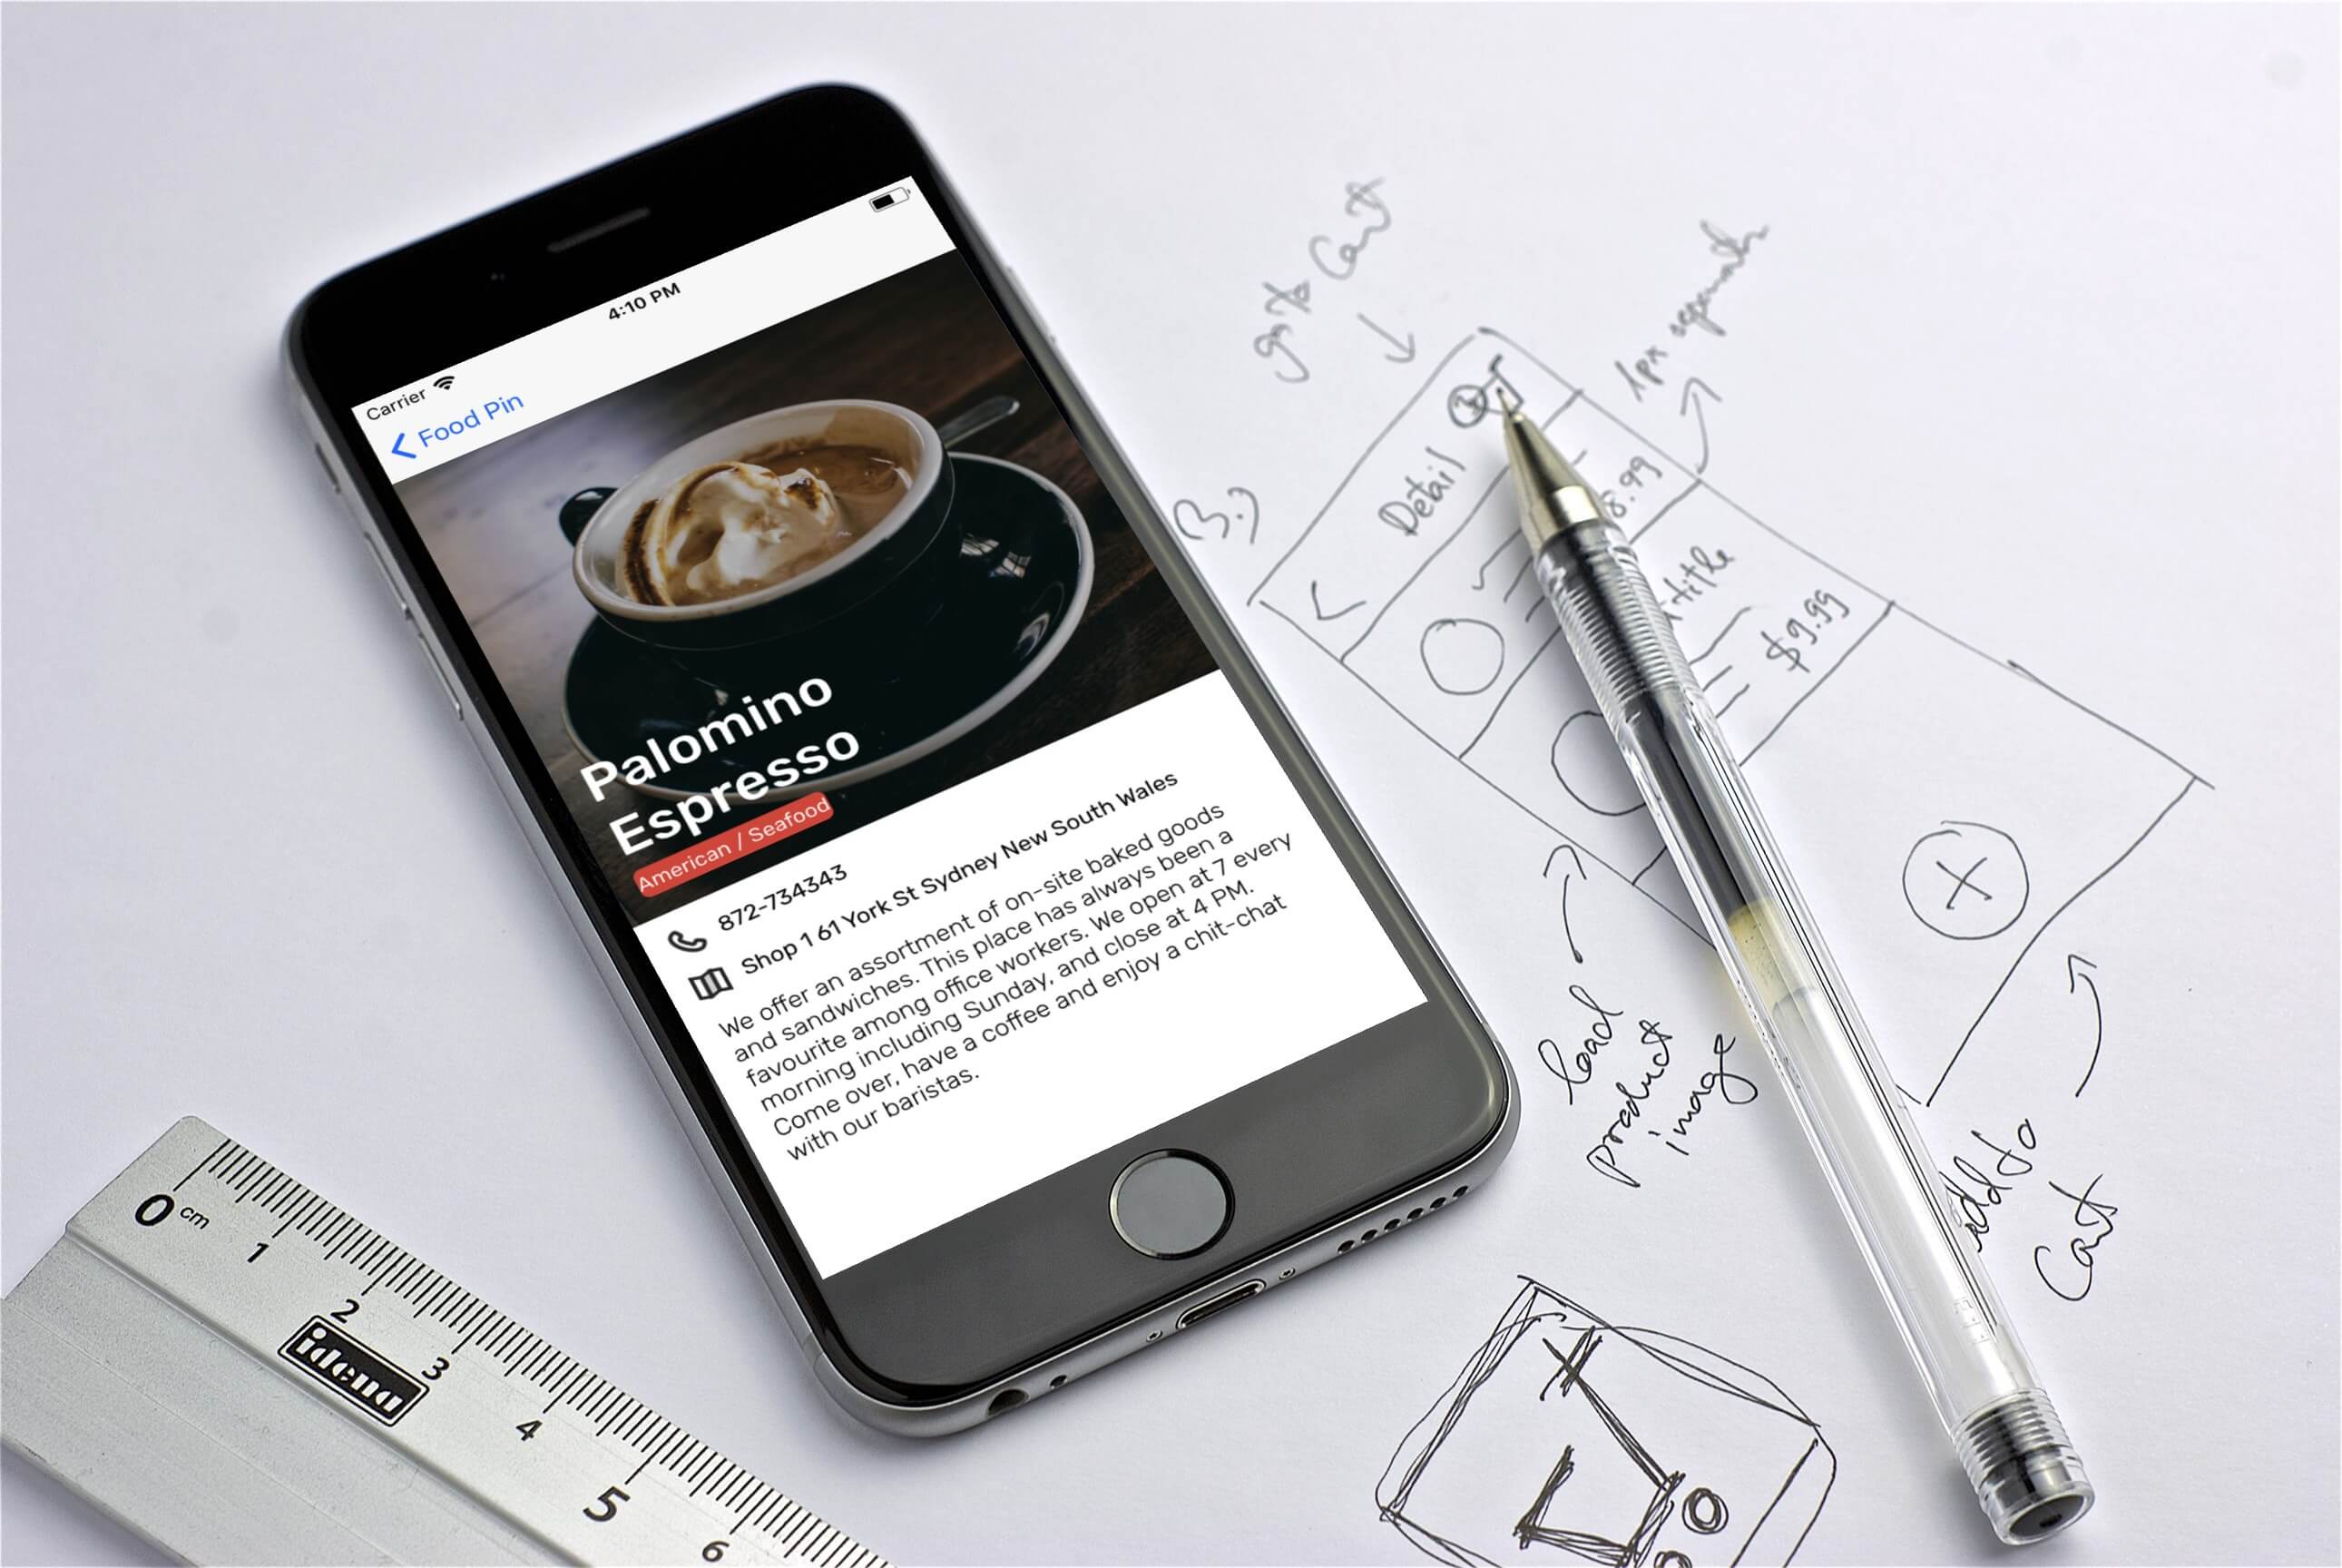 4:10 PM
Carrier
Food Pin
Palomino
Espresso
American / Seafood
872-734343
Shop 1 61 York St Sydney New South Wales
We offer an assortment of on-site baked goods
and sandwiches. This place has always been a
favourite among office workers. We open at 7 every
morning including Sunday, and close at 4 PM.
Come over, have a coffee and enjoy a chit-chat
with our baristas.
go to Cart
1px
3.)
Detail
8.99
title
$9.99
+
load
product
image
add to
Cart
0 cm
1
2
idena
3
4
5
6